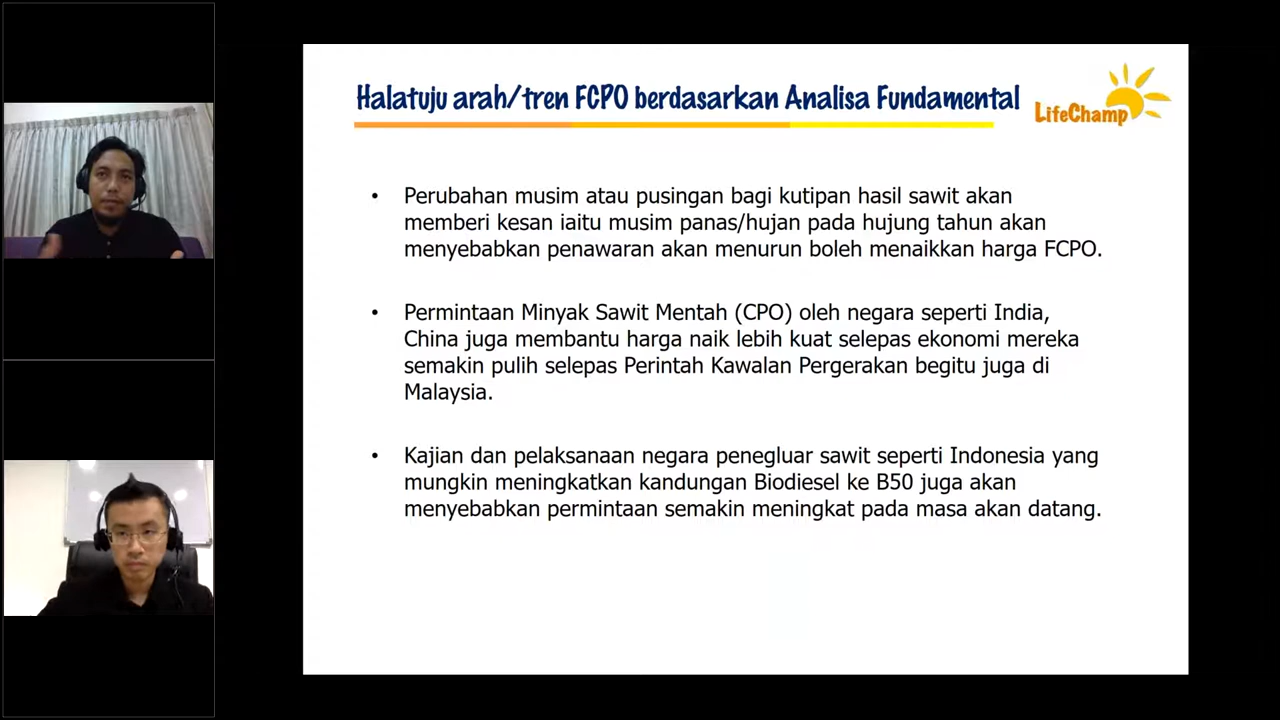 Halatuju arah/tren FCPO berdasarkan Analisa Fundamental
LifeChamp
• Perubahan musim atau pusingan bagi kutipan hasil sawit akan
memberi kesan iaitu musim panas/hujan pada hujung tahun akan
menyebabkan penawaran akan menurun boleh menaikkan harga FCPO.
• Permintaan Minyak Sawit Mentah (CPO) oleh negara seperti India,
China juga membantu harga naik lebih kuat selepas ekonomi mereka
semakin pulih selepas Perintah Kawalan Pergerakan begitu juga di
Malaysia.
• Kajian dan pelaksanaan negara penegluar sawit seperti Indonesia yang
mungkin meningkatkan kandungan Biodiesel ke B50 juga akan
menyebabkan permintaan semakin meningkat pada masa akan datang.